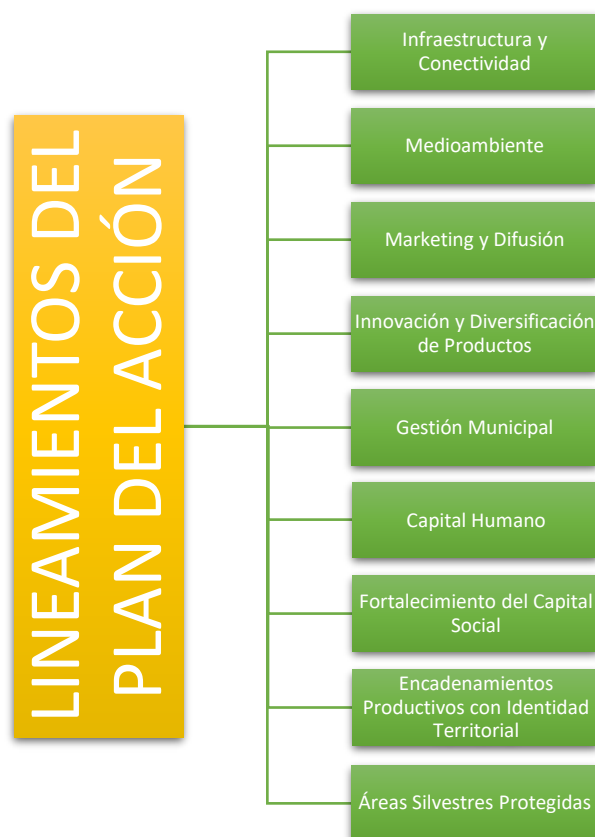 LINEAMIENTOS DEL
PLAN DEL ACCIÓN
Infraestructura y
Conectividad
Medioambiente
Marketing y Difusión
Innovación y Diversificación
de Productos
Gestión Municipal
Capital Humano
Fortalecimiento del Capital
Social
Encadenamientos
Productivos con Identidad
Territorial
Áreas Silvestres Protegidas